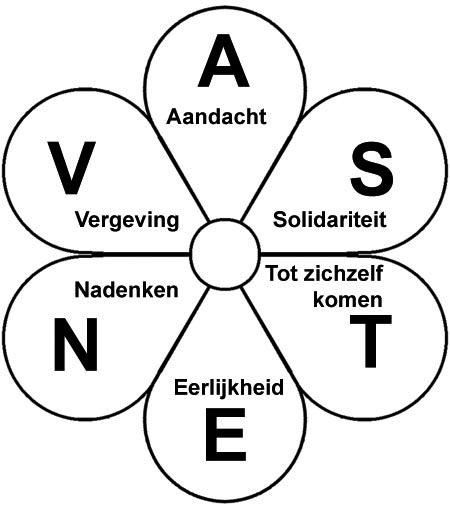 V
Vergeving
A
Aandacht
S
Solidariteit
Tot zichzelf
komen
T
Eerlijkheid
E
Nadenken
N